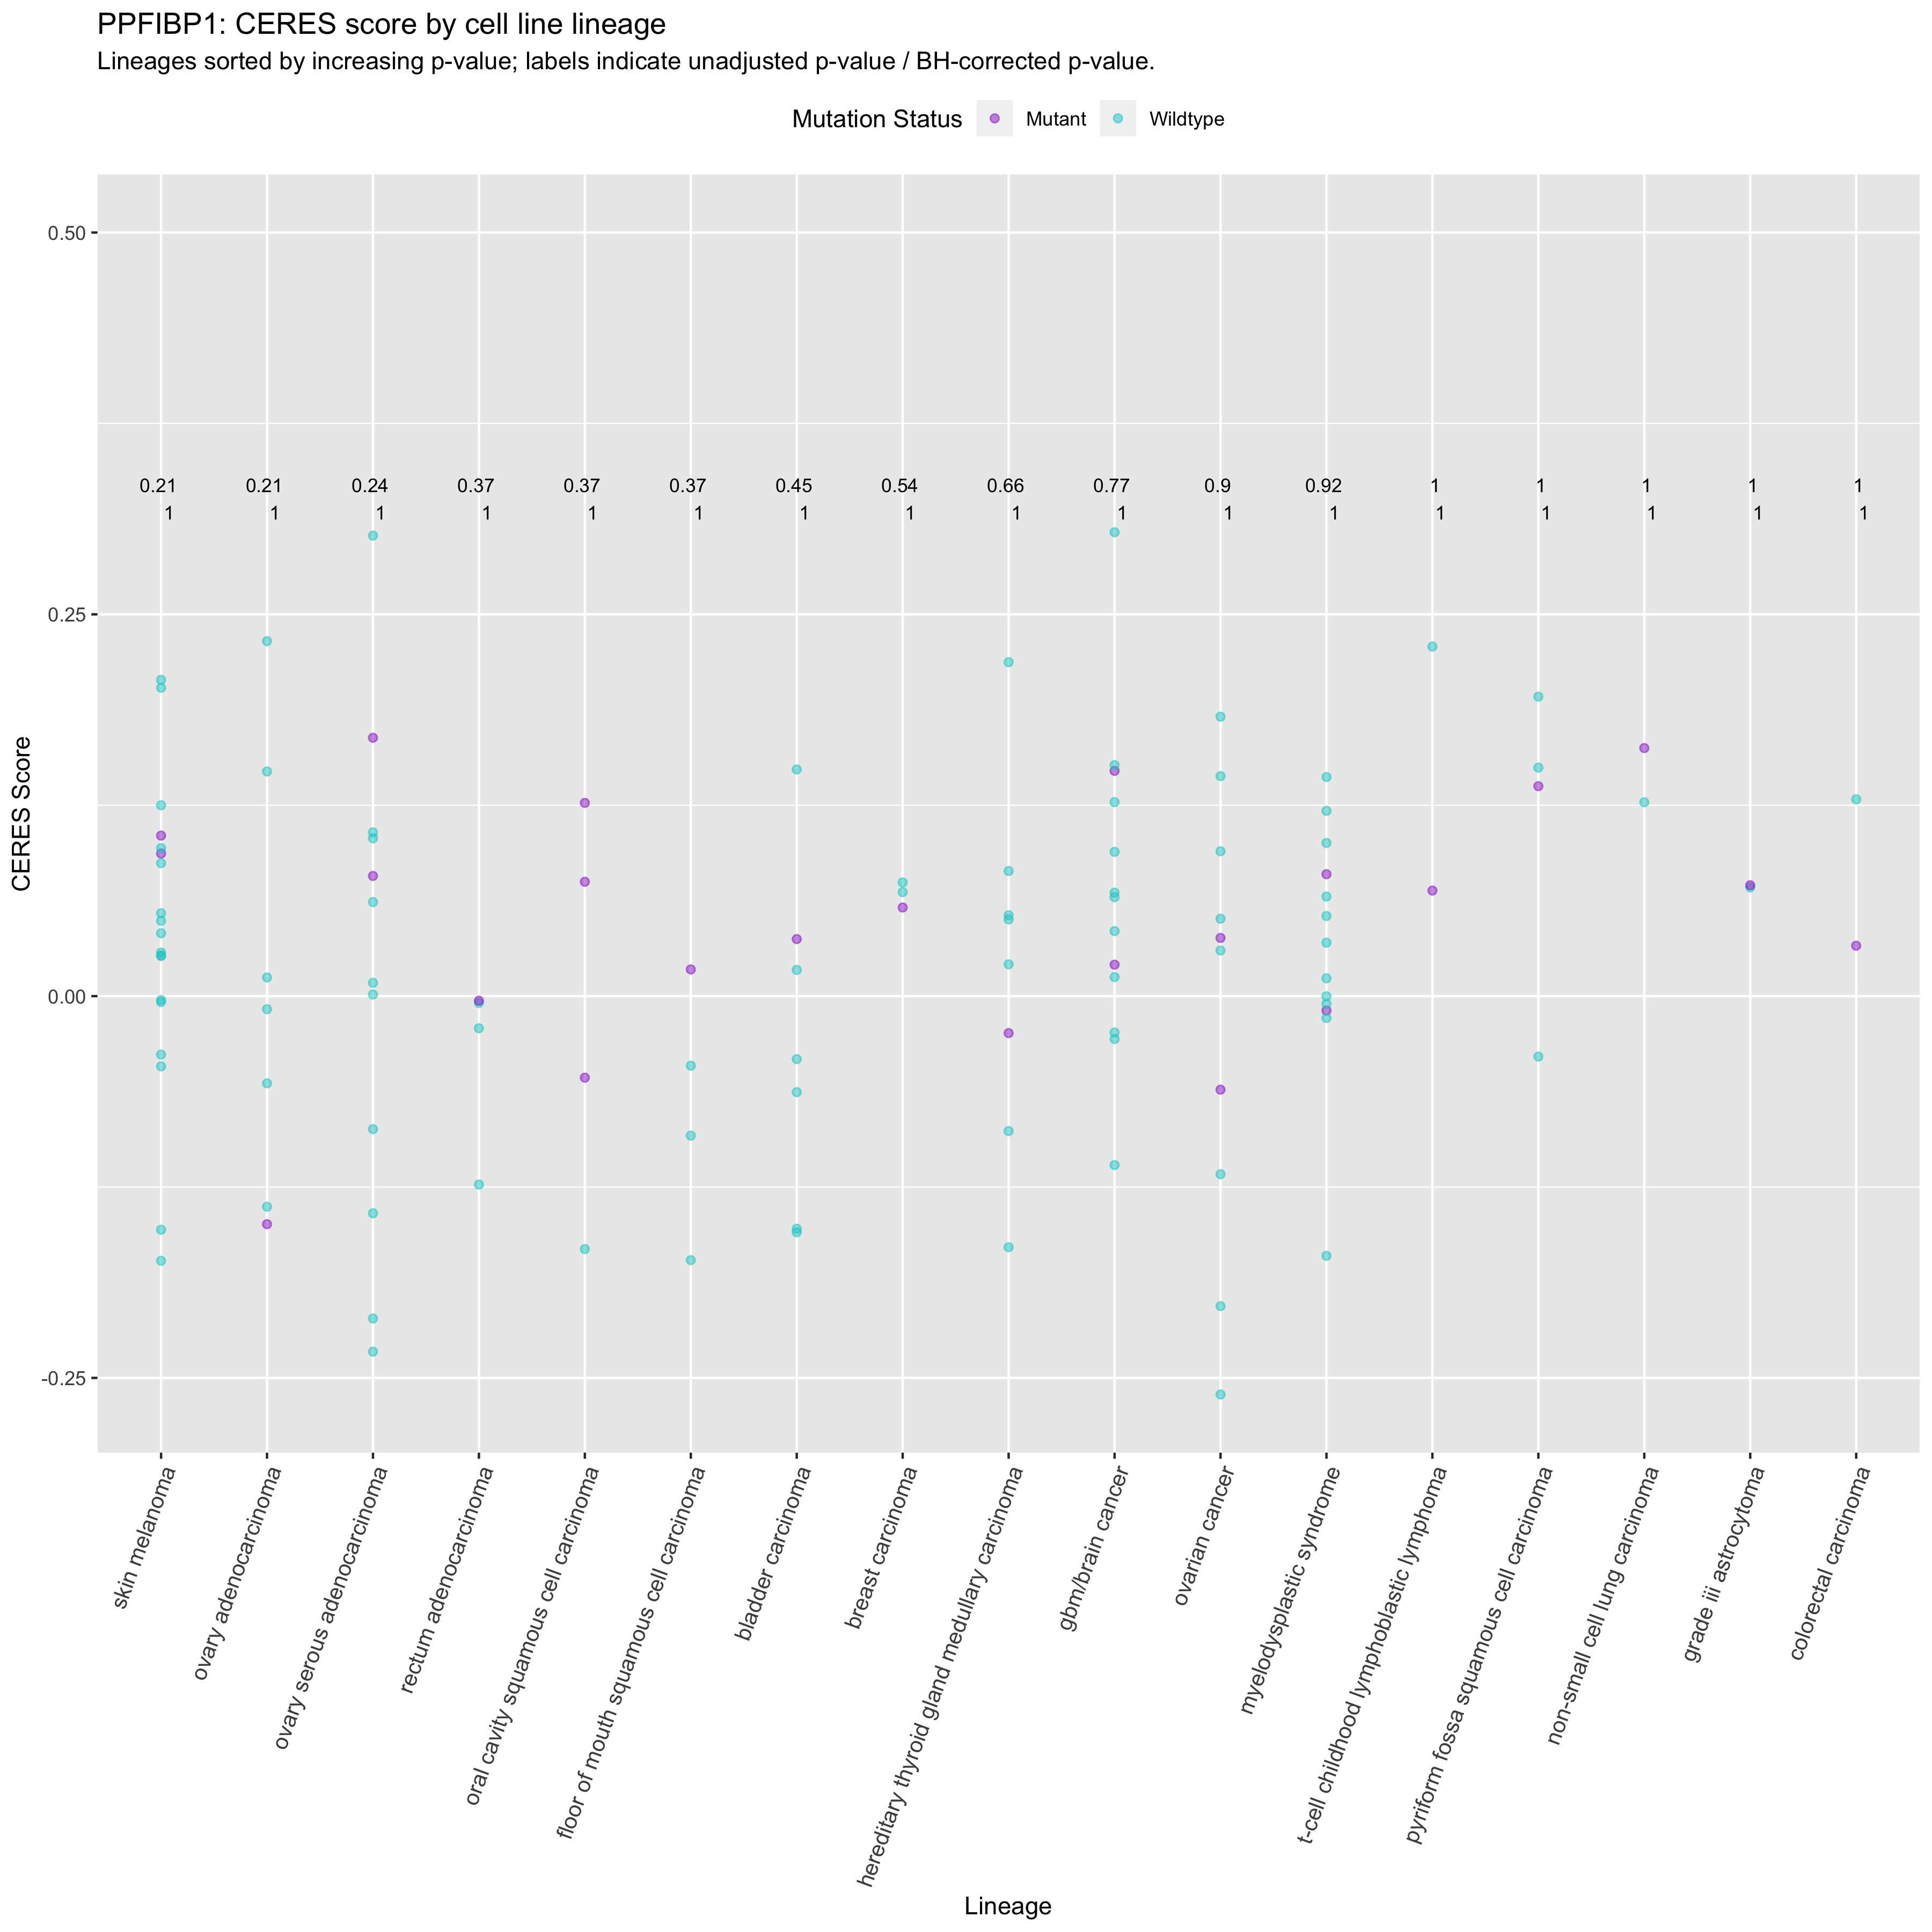 PPFIBP1: CERES score by cell line lineage
Lineages sorted by increasing p-value; labels indicate unadjusted p-value / BH-corrected p-value.
Mutation Status Mutant Wildtype
CERES Score
0.50
0.25
0.00
-0.25
0.21 0.21 0.24 0.37 0.37 0.37 0.45 0.54 0.66 0.77 0.9 0.92 1 1 1 1 1
1 1 1 1 1 1 1 1 1 1 1 1 1 1 1 1 1
skin melanoma
ovary adenocarcinoma
ovary serous adenocarcinoma
rectum adenocarcinoma
oral cavity squamous cell carcinoma
floor of mouth squamous cell carcinoma
bladder carcinoma
breast carcinoma
hereditary thyroid gland medullary carcinoma
gbm/brain cancer
ovarian cancer
myelodysplastic syndrome
t-cell childhood lymphoblastic lymphoma
pyriform fossa squamous cell carcinoma
non-small cell lung carcinoma
grade iii astrocytoma
colorectal carcinoma
Lineage